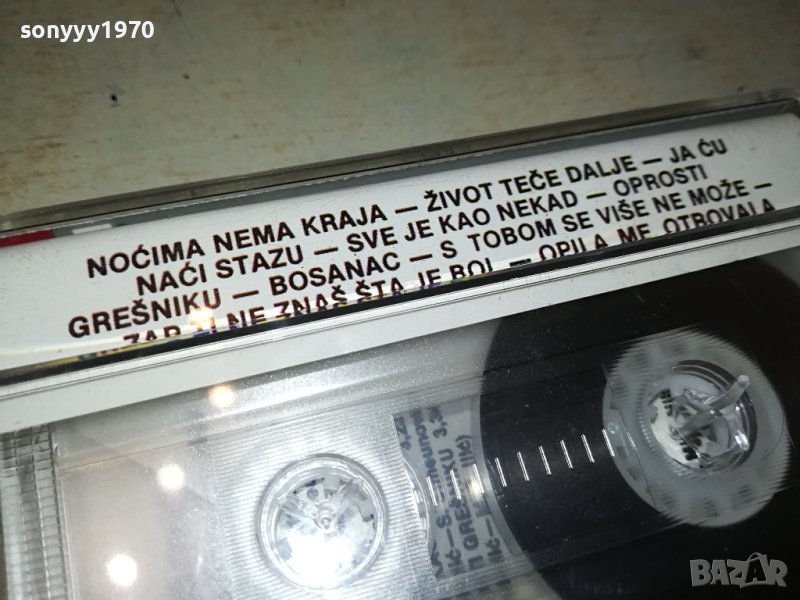 sonyyy1970
NOĆIMA NEMA KRAJA – ŽIVOT TEČE DALJE – JA ĆU
NAĆI STAZU – SVE JE KAO NEKAD – OPROSTI
GREŠNIKU – BOSANAC – S TOBOM SE VIŠE NE MOŽE –
ZAR TI NE ZNAŠ ŠTA JE BOL – OPILA ME, OTROVALA
BAZAR